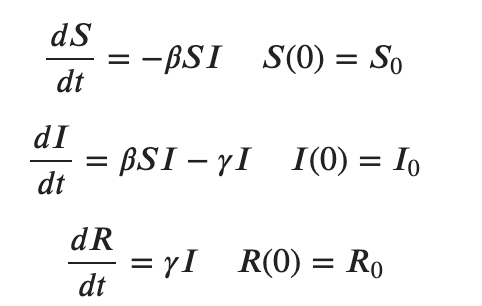 dS/dt = −βSI S(0) = S₀
dI/dt = βSI − γI I(0) = I₀
dR/dt = γI R(0) = R₀